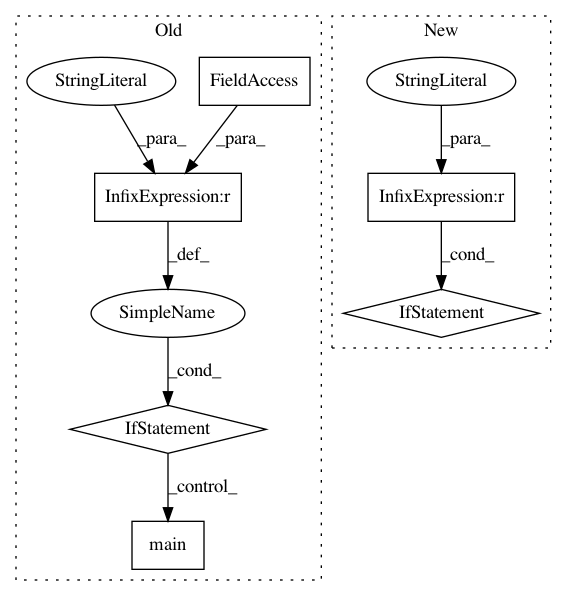 Old
New
StringLiteral
FieldAccess
StringLiteral
_para_
_para_
_para_
InfixExpression:r
InfixExpression:r
_def_
_cond_
SimpleName
IfStatement
_cond_
IfStatement
_control_
main